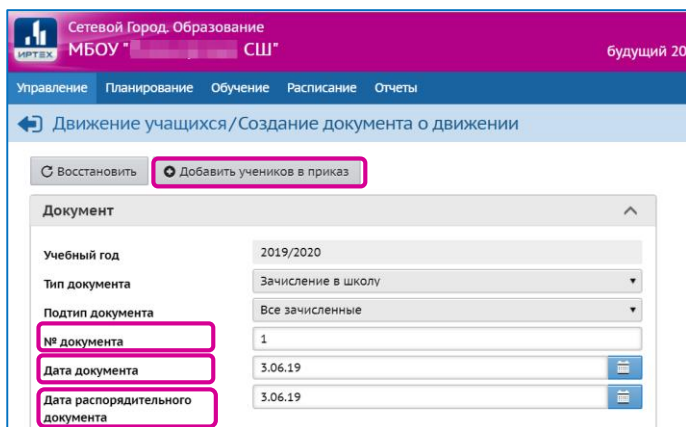 Сетевой Город. Образование
ИРТЕХ
МБОУ " СШ"
будущий 20
Управление Планирование Обучение Расписание Отчеты
Движение учащихся/Создание документа о движении
Восстановить Добавить учеников в приказ
Документ
Учебный год 2019/2020
Тип документа Зачисление в школу
Подтип документа Все зачисленные
№ документа 1
Дата документа 3.06.19
Дата распорядительного 3.06.19
документа